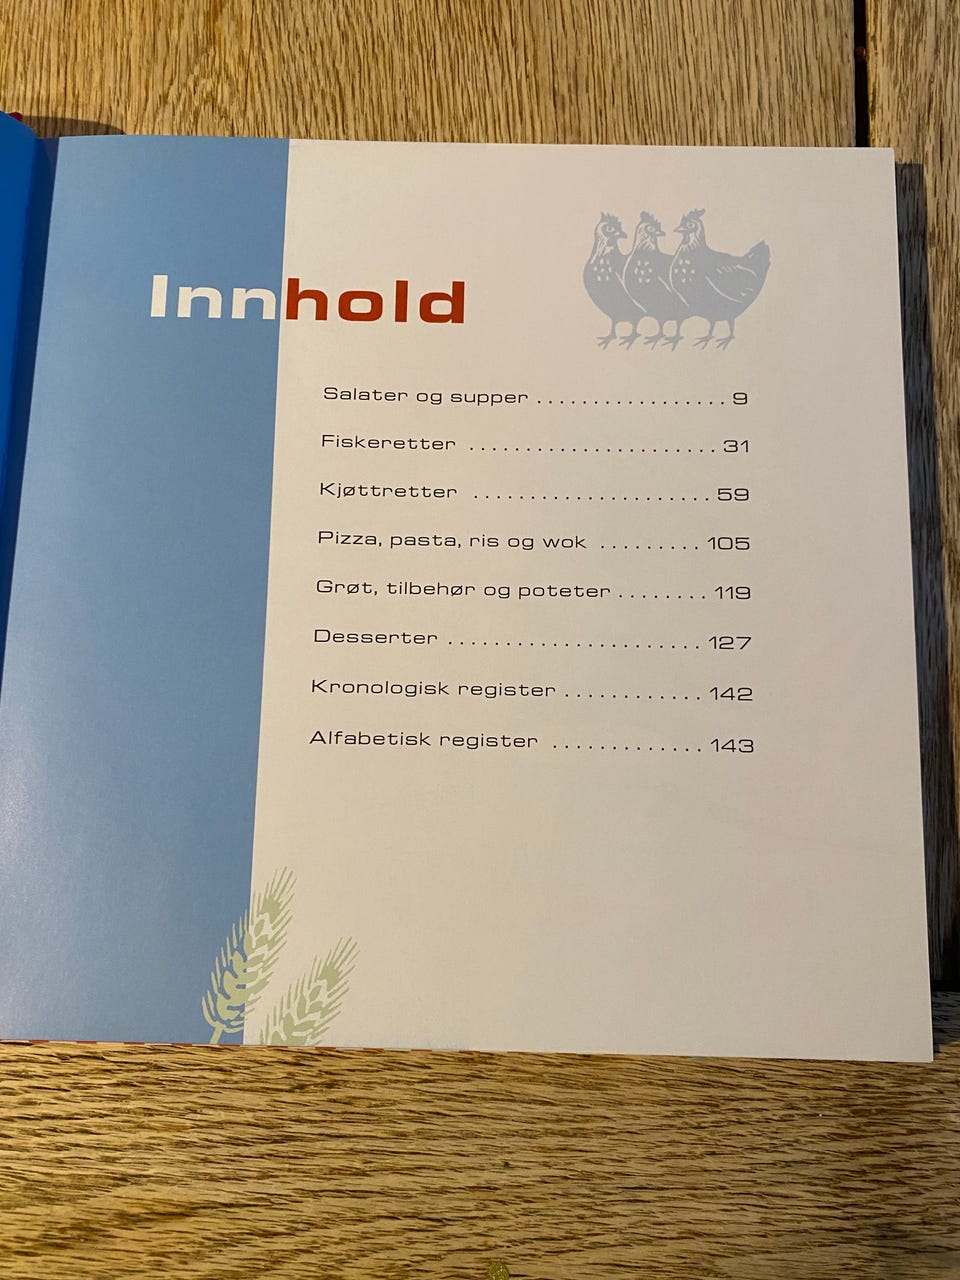 Innhold
Salater og supper ................. 9
Fiskeretter ...................... 31
Kjøttretter ..................... 59
Pizza, pasta, ris og wok ......... 105
Grøt, tilbehør og poteter ........ 119
Desserter ....................... 127
Kronologisk register ............. 142
Alfabetisk register .............. 143